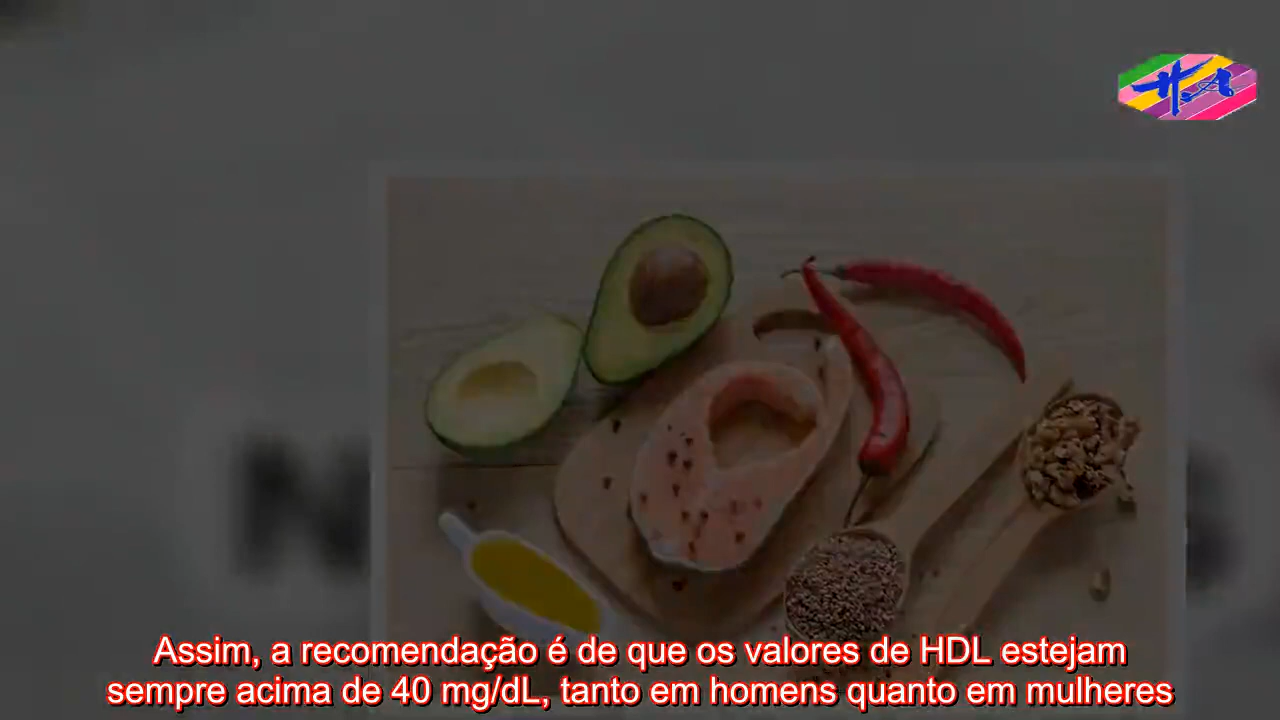 HA
Assim, a recomendação é de que os valores de HDL estejam
sempre acima de 40 mg/dL, tanto em homens quanto em mulheres